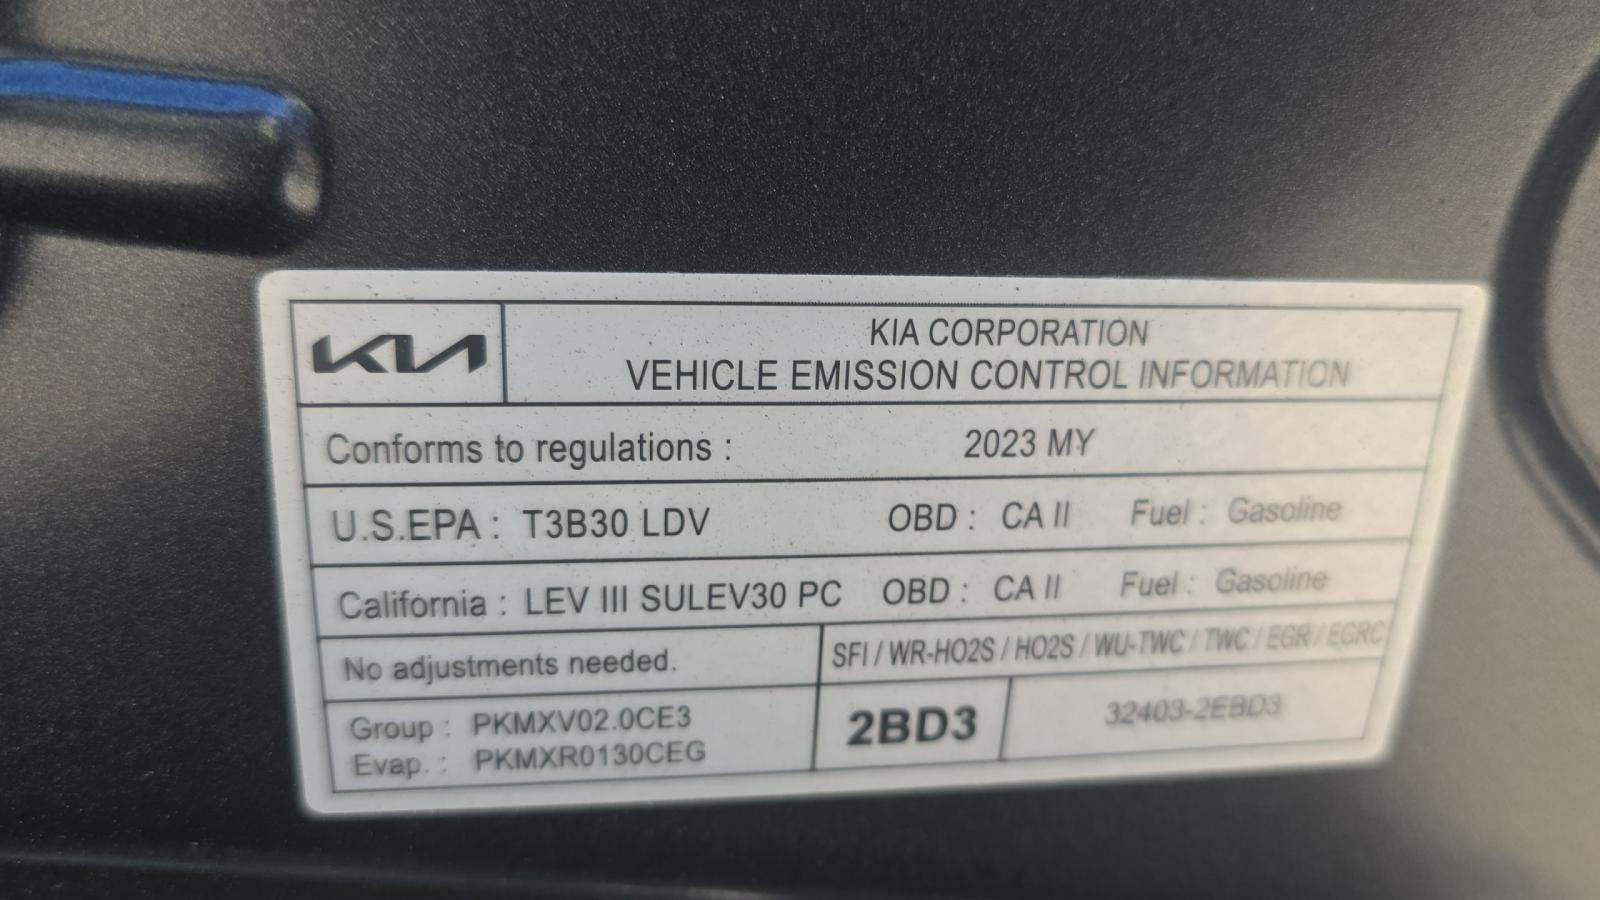 KIA KIA CORPORATION
VEHICLE EMISSION CONTROL INFORMATION
Conforms to regulations : 2023 MY
U.S.EPA : T3B30 LDV OBD : CA II Fuel : Gasoline
California : LEV III SULEV30 PC OBD : CA II Fuel : Gasoline
No adjustments needed. SFI / WR-HO2S / HO2S / WU-TWC / TWC / EGR / EGRC
Group : PKMXV02.0CE3
Evap. : PKMXR0130CEG
2BD3 32403-2EBD3